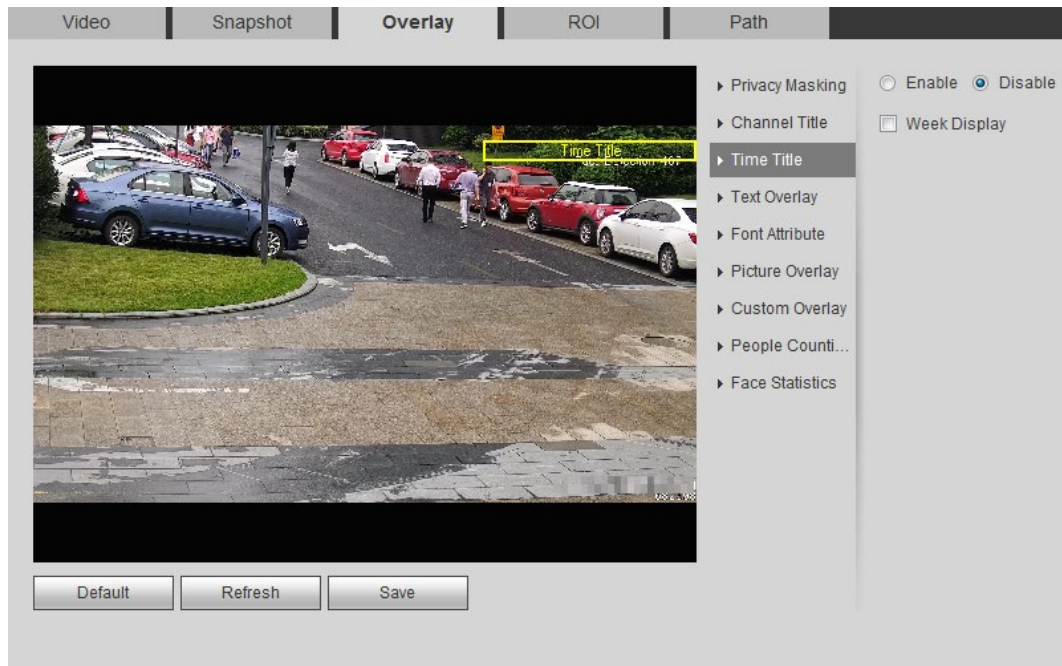 Video
Snapshot
Overlay
ROI
Path
Time Title
Privacy Masking
Channel Title
Time Title
Text Overlay
Font Attribute
Picture Overlay
Custom Overlay
People Counti...
Face Statistics
Enable
Disable
Week Display
Default
Refresh
Save